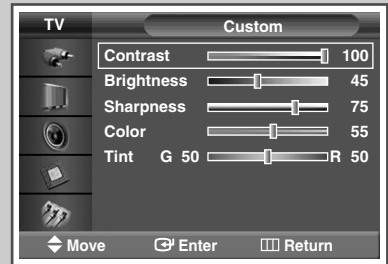 TV Custom
Contrast 100
Brightness 45
Sharpness 75
Color 55
Tint G 50 R 50
Move Enter Return